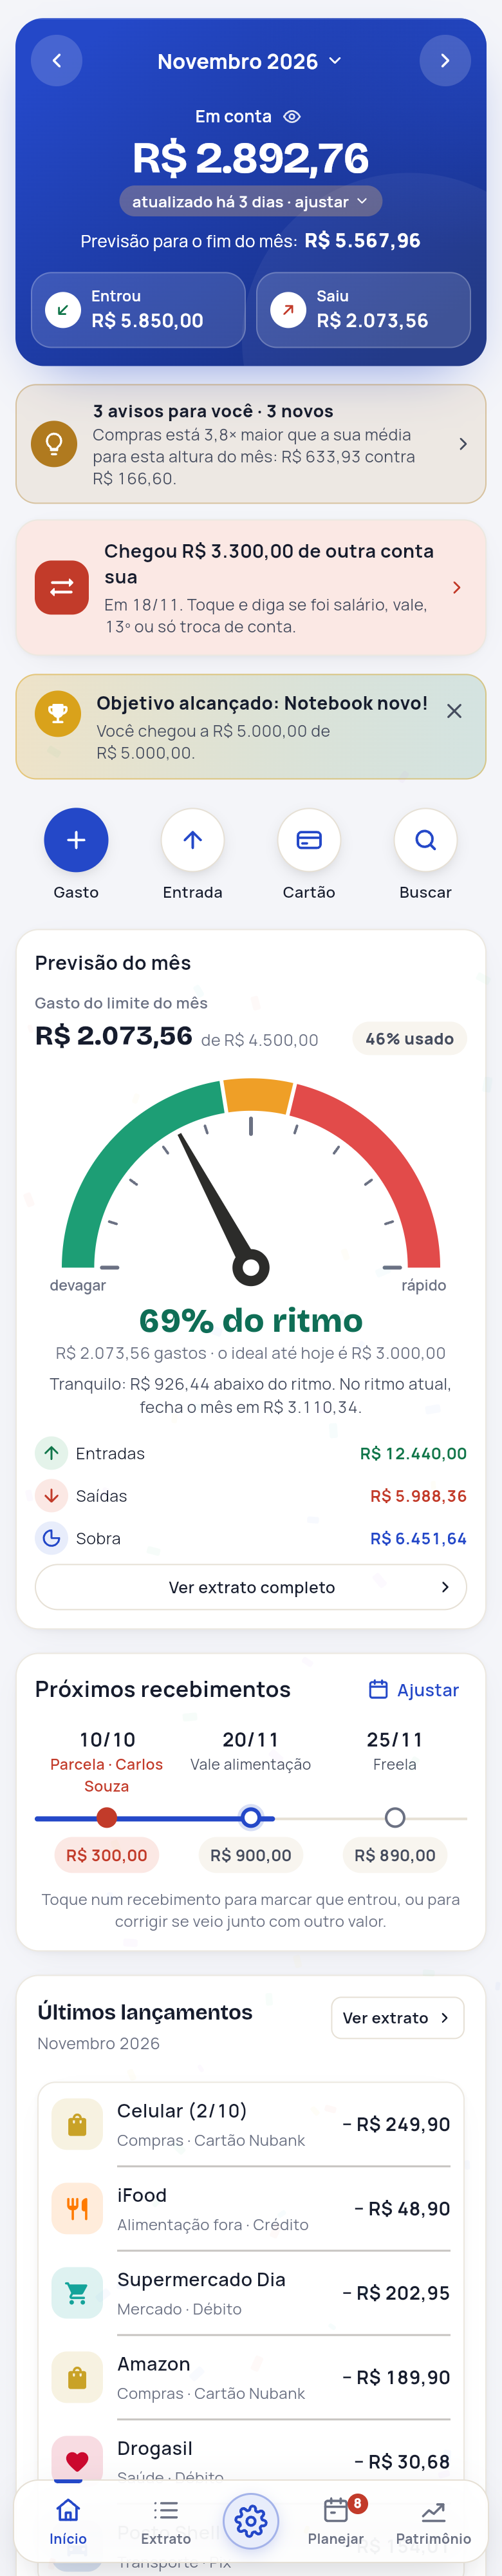 Novembro 2026
Em conta
R$ 2.892,76
atualizado há 3 dias · ajustar
Previsão para o fim do mês: R$ 5.567,96
Entrou
R$ 5.850,00
Saiu
R$ 2.073,56
3 avisos para você · 3 novos
Compras está 3,8× maior que a sua média
para esta altura do mês: R$ 633,93 contra
R$ 166,60.
Chegou R$ 3.300,00 de outra conta
sua
Em 18/11. Toque e diga se foi salário, vale,
13º ou só troca de conta.
Objetivo alcançado: Notebook novo!
Você chegou a R$ 5.000,00 de
R$ 5.000,00.
Gasto
Entrada
Cartão
Buscar
Previsão do mês
Gasto do limite do mês
R$ 2.073,56 de R$ 4.500,00
46% usado
devagar
rápido
69% do ritmo
R$ 2.073,56 gastos · o ideal até hoje é R$ 3.000,00
Tranquilo: R$ 926,44 abaixo do ritmo. No ritmo atual,
fecha o mês em R$ 3.110,34.
Entradas R$ 12.440,00
Saídas R$ 5.988,36
Sobra R$ 6.451,64
Ver extrato completo
Próximos recebimentos
Ajustar
10/10
Parcela · Carlos
Souza
R$ 300,00
20/11
Vale alimentação
R$ 900,00
25/11
Freela
R$ 890,00
Toque num recebimento para marcar que entrou, ou para
corrigir se veio junto com outro valor.
Últimos lançamentos
Novembro 2026
Ver extrato
Celular (2/10)
Compras · Cartão Nubank
− R$ 249,90
iFood
Alimentação fora · Crédito
− R$ 48,90
Supermercado Dia
Mercado · Débito
− R$ 202,95
Amazon
Compras · Cartão Nubank
− R$ 189,90
Drogasil
Saúde · Débito
− R$ 30,68
Transporte · Pix
Início
Extrato
8
Planejar
Patrimônio